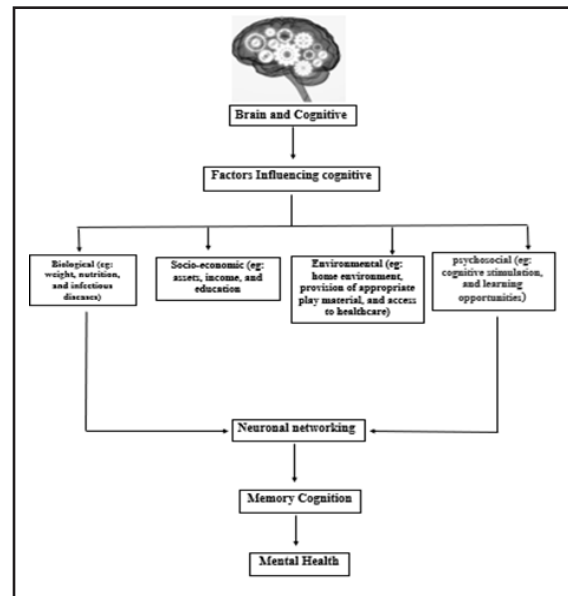 Brain and Cognitive
Factors Influencing cognitive
Biological (eg:
weight, nutrition,
and infectious
diseases)
Socio-economic (eg:
assets, income, and
education
Environmental (eg:
home environment,
provision of appropriate
play material, and access
to healthcare)
psychosocial (eg:
cognitive stimulation,
and learning
opportunities)
Neuronal networking
Memory Cognition
Mental Health